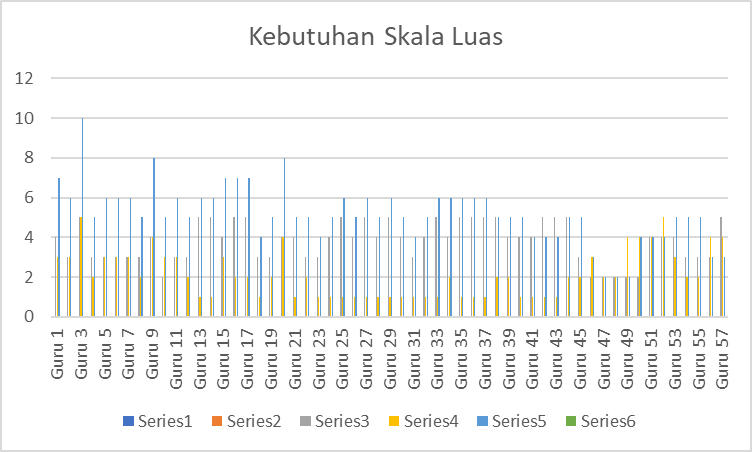 Kebutuhan Skala Luas
12
10
8
6
4
2
0
Guru 1
Guru 3
Guru 5
Guru 7
Guru 9
Guru 11
Guru 13
Guru 15
Guru 17
Guru 19
Guru 21
Guru 23
Guru 25
Guru 27
Guru 29
Guru 31
Guru 33
Guru 35
Guru 37
Guru 39
Guru 41
Guru 43
Guru 45
Guru 47
Guru 49
Guru 51
Guru 53
Guru 55
Guru 57
Series1 Series2 Series3 Series4 Series5 Series6